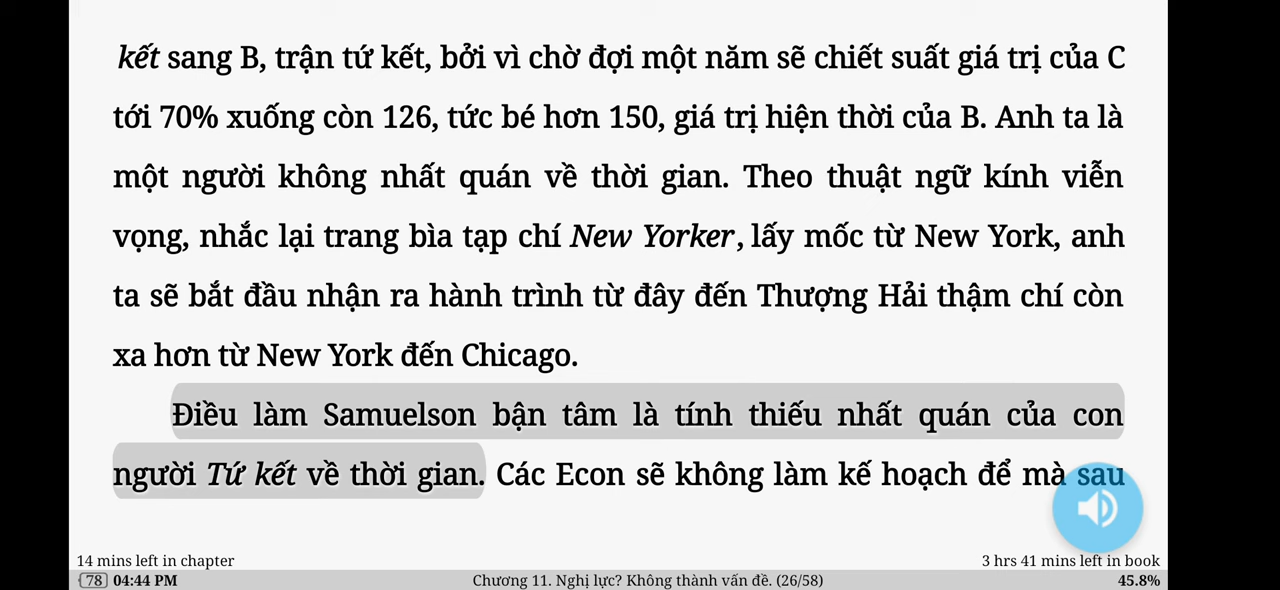 kết sang B, trận tứ kết, bởi vì chờ đợi một năm sẽ chiết suất giá trị của C
tới 70% xuống còn 126, tức bé hơn 150, giá trị hiện thời của B. Anh ta là
một người không nhất quán về thời gian. Theo thuật ngữ kính viễn
vọng, nhắc lại trang bìa tạp chí New Yorker, lấy mốc từ New York, anh
ta sẽ bắt đầu nhận ra hành trình từ đây đến Thượng Hải thậm chí còn
xa hơn từ New York đến Chicago.
Điều làm Samuelson bận tâm là tính thiếu nhất quán của con
người Tứ kết về thời gian. Các Econ sẽ không làm kế hoạch để mà sau
14 mins left in chapter 3 hrs 41 mins left in book
78 04:44 PM Chương 11. Nghị lực? Không thành vấn đề. (26/58) 45.8%